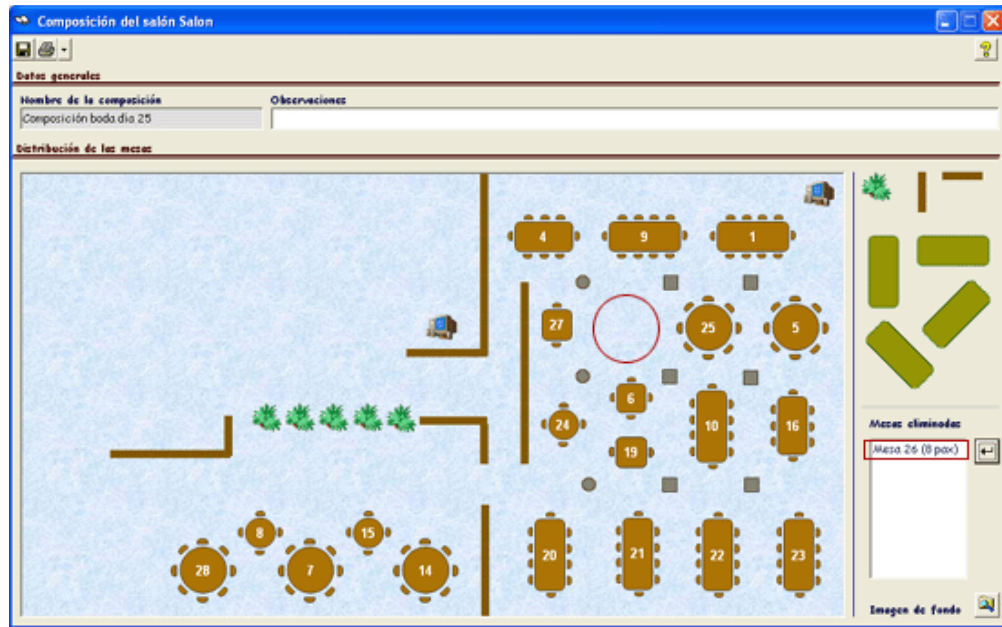 Composición del salón Salon
Datos generales
Nombre de la composición Observaciones
Composición boda día 25
Distribución de las mesas
4 9 1
27 25 5
6
24 10 16
19
Mesas eliminadas
Mesa 26 (8 pax)
8 15
20 21 22 23
28 7 14
Imagen de fondo